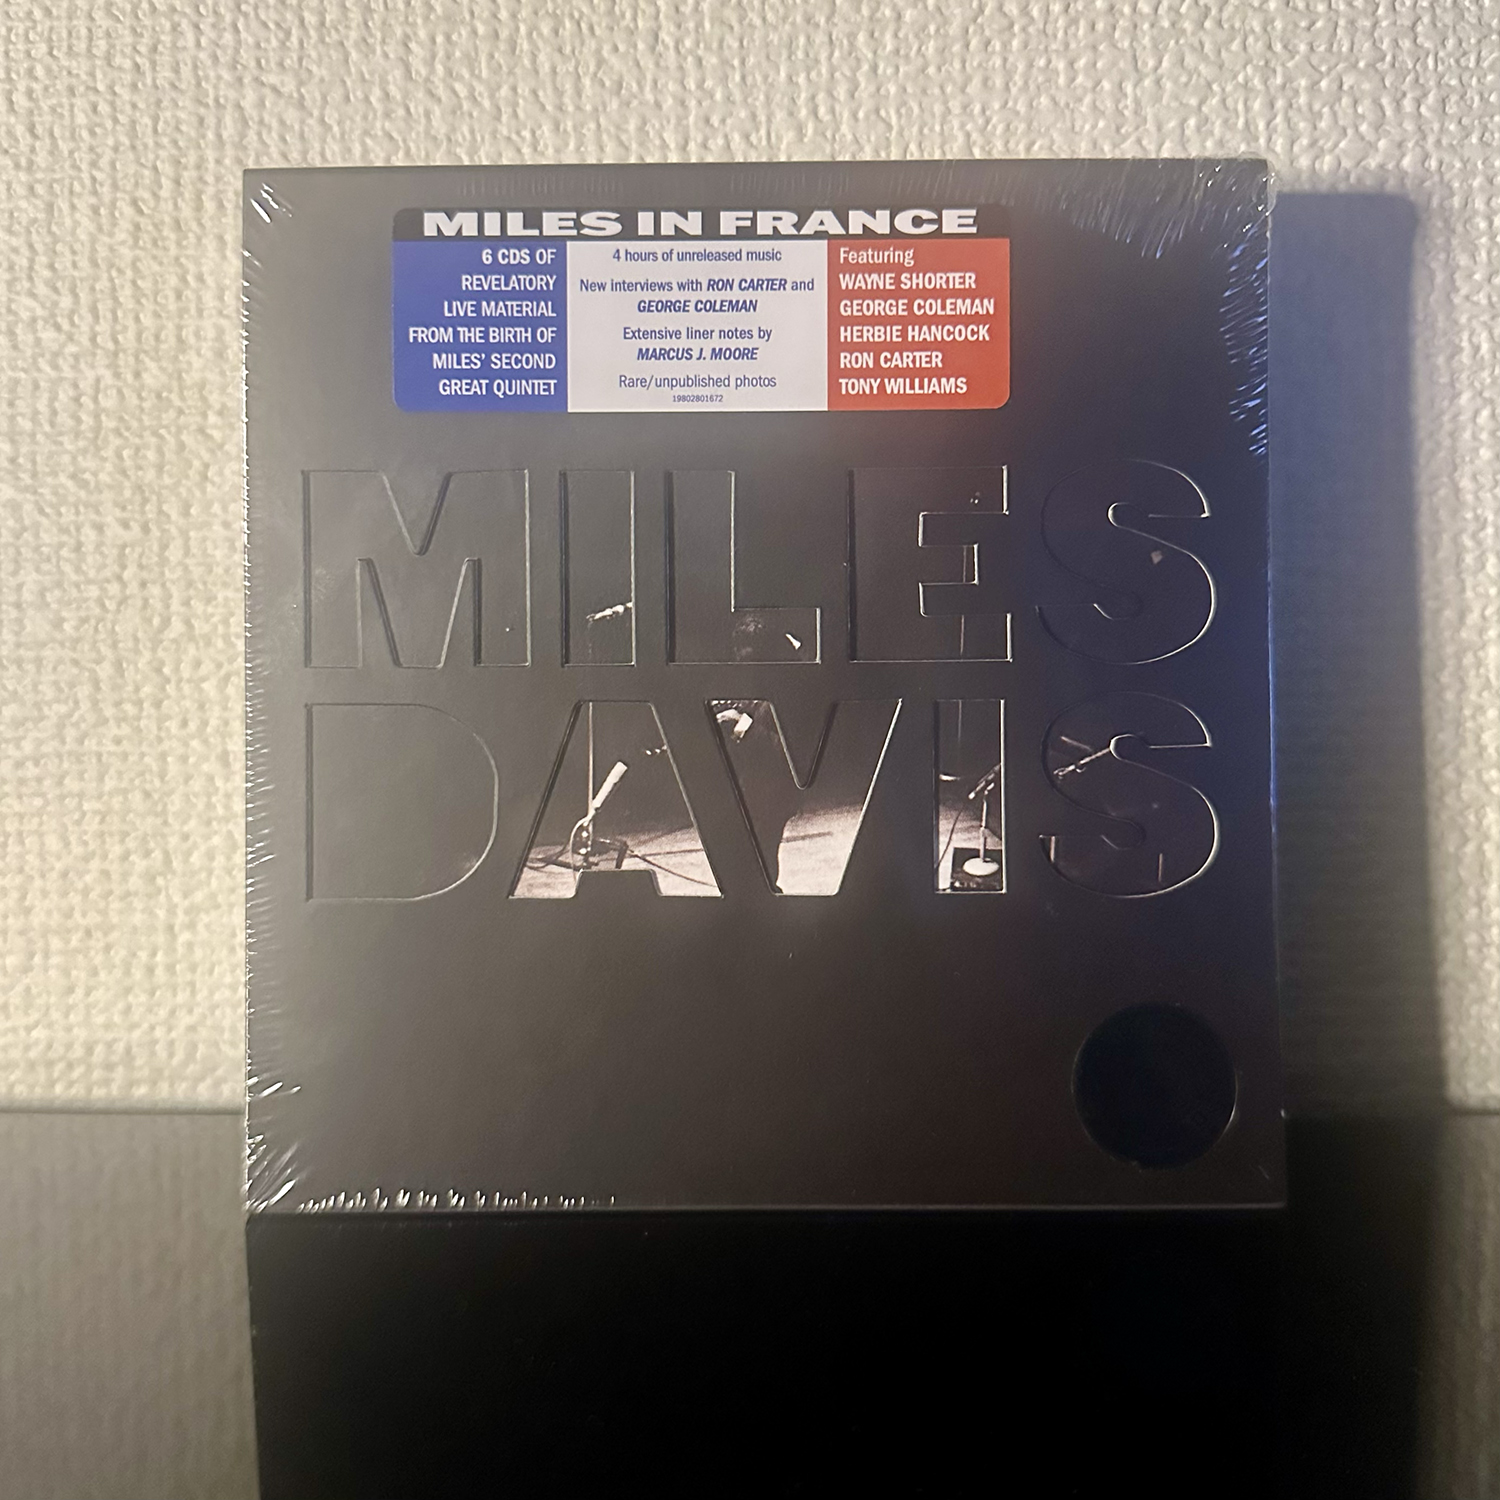 MILES IN FRANCE
6 CDS OF
REVELATORY
LIVE MATERIAL
FROM THE BIRTH OF
MILES' SECOND
GREAT QUINTET
4 hours of unreleased music
New interviews with RON CARTER and
GEORGE COLEMAN
Extensive liner notes by
MARCUS J. MOORE
Rare/unpublished photos
19802801672
Featuring
WAYNE SHORTER
GEORGE COLEMAN
HERBIE HANCOCK
RON CARTER
TONY WILLIAMS
MILES
DAVIS